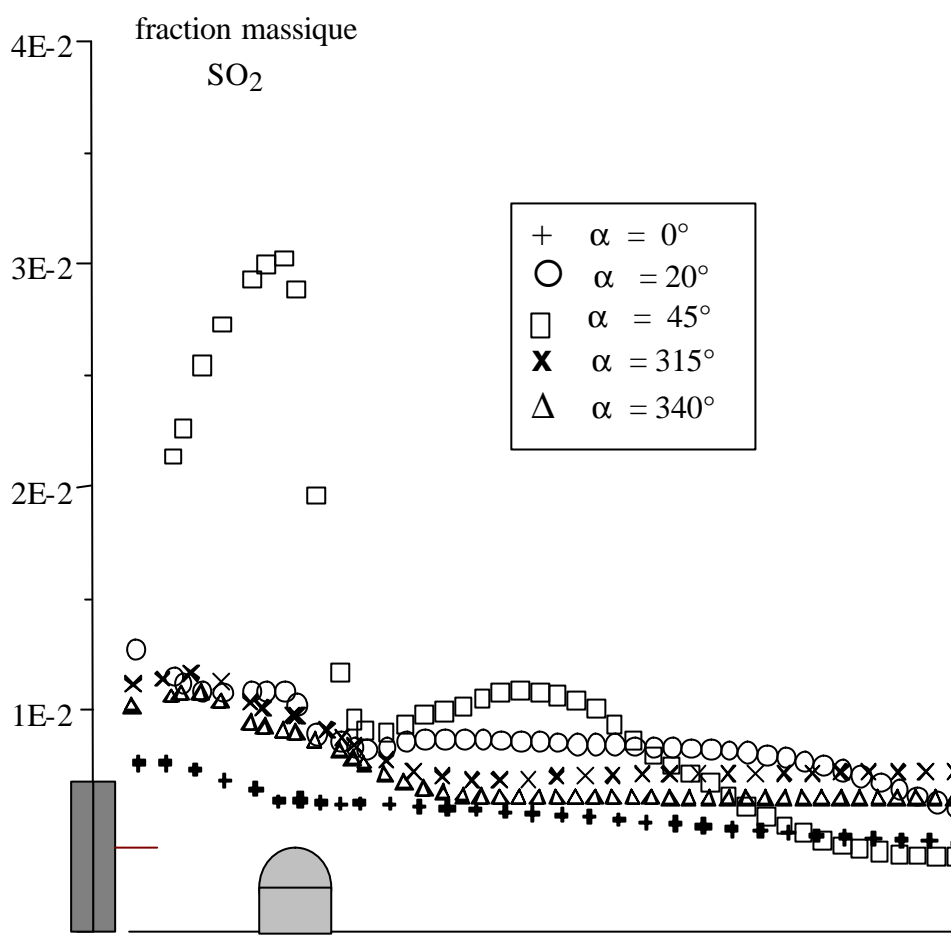 fraction massique
SO2
4E-2
3E-2
2E-2
1E-2
+ α = 0°
α = 20°
α = 45°
x α = 315°
Δ α = 340°